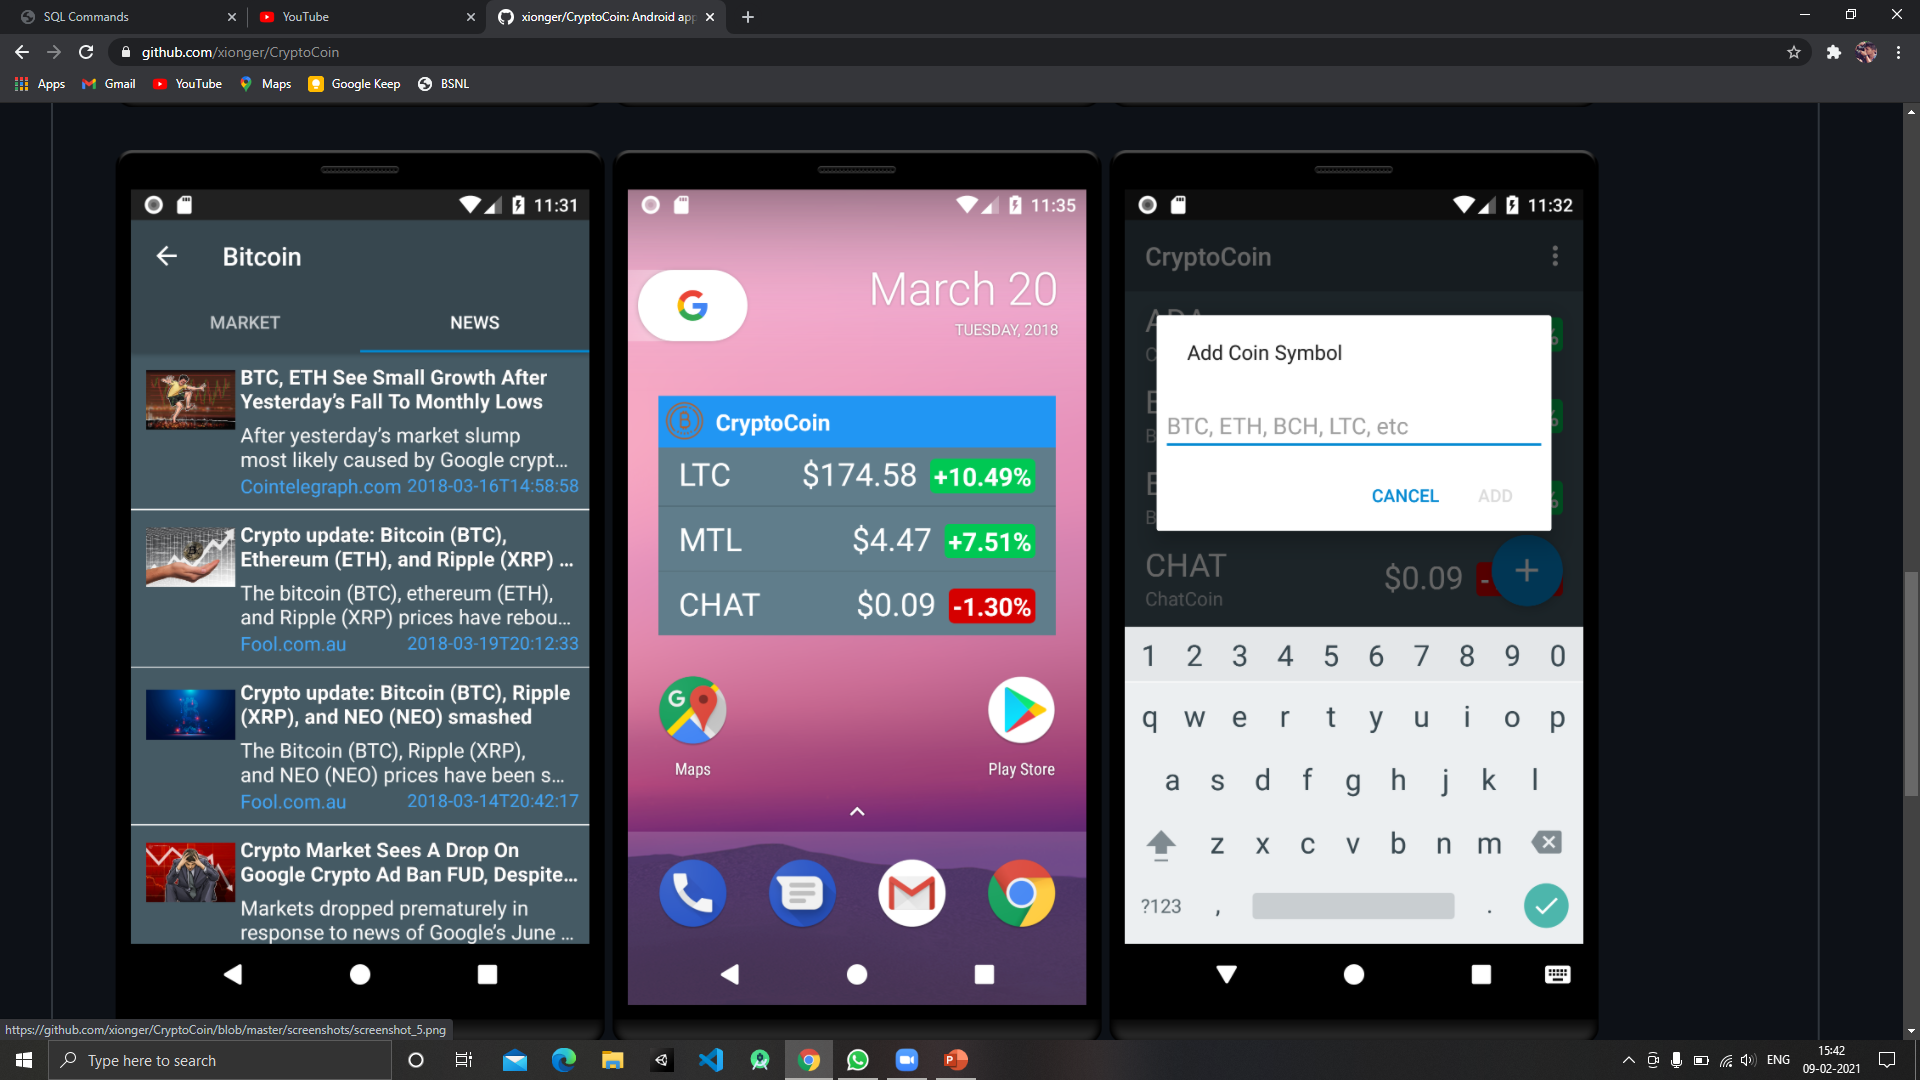 SQL Commands
YouTube
xionger/CryptoCoin: Android app
github.com/xionger/CryptoCoin
Apps
Gmail
YouTube
Maps
Google Keep
BSNL
11:31
Bitcoin
MARKET
NEWS
BTC, ETH See Small Growth After
Yesterday's Fall To Monthly Lows
After yesterday's market slump
most likely caused by Google crypt...
Cointelegraph.com 2018-03-16T14:58:58
Crypto update: Bitcoin (BTC),
Ethereum (ETH), and Ripple (XRP) ...
The bitcoin (BTC), ethereum (ETH),
and Ripple (XRP) prices have rebou...
Fool.com.au 2018-03-19T20:12:33
Crypto update: Bitcoin (BTC), Ripple
(XRP), and NEO (NEO) smashed
The Bitcoin (BTC), Ripple (XRP),
and NEO (NEO) prices have been s...
Fool.com.au 2018-03-14T20:42:17
Crypto Market Sees A Drop On
Google Crypto Ad Ban FUD, Despite...
Markets dropped prematurely in
response to news of Google's June ...
11:35
G
March 20
TUESDAY, 2018
CryptoCoin
LTC $174.58 +10.49%
MTL $4.47 +7.51%
CHAT $0.09 -1.30%
G
Maps
Play Store
11:32
CryptoCoin
Add Coin Symbol
BTC, ETH, BCH, LTC, etc
CANCEL ADD
CHAT $0.09
ChatCoin
1 2 3 4 5 6 7 8 9 0
q w e r t y u i o p
a s d f g h j k l
z x c v b n m
?123 , .
https://github.com/xionger/CryptoCoin/blob/master/screenshots/screenshot_5.png
Type here to search
ENG
15:42
09-02-2021